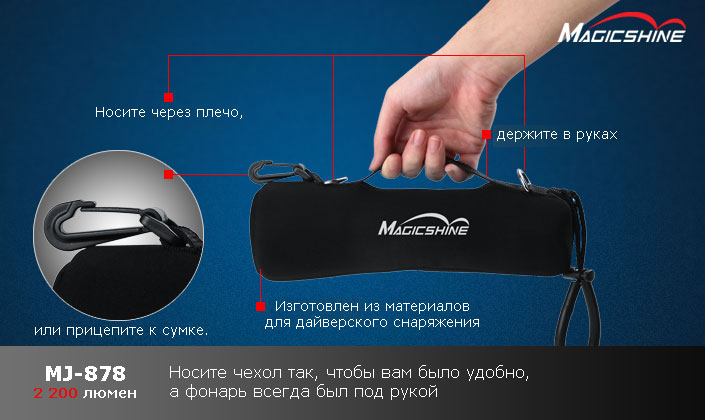 MAGICSHINE
Носите через плечо,
держите в руках
MAGICSHINE
Изготовлен из материалов
для дайверского снаряжения
или прицепите к сумке.
MJ-878
2 200 люмен
Носите чехол так, чтобы вам было удобно,
а фонарь всегда был под рукой